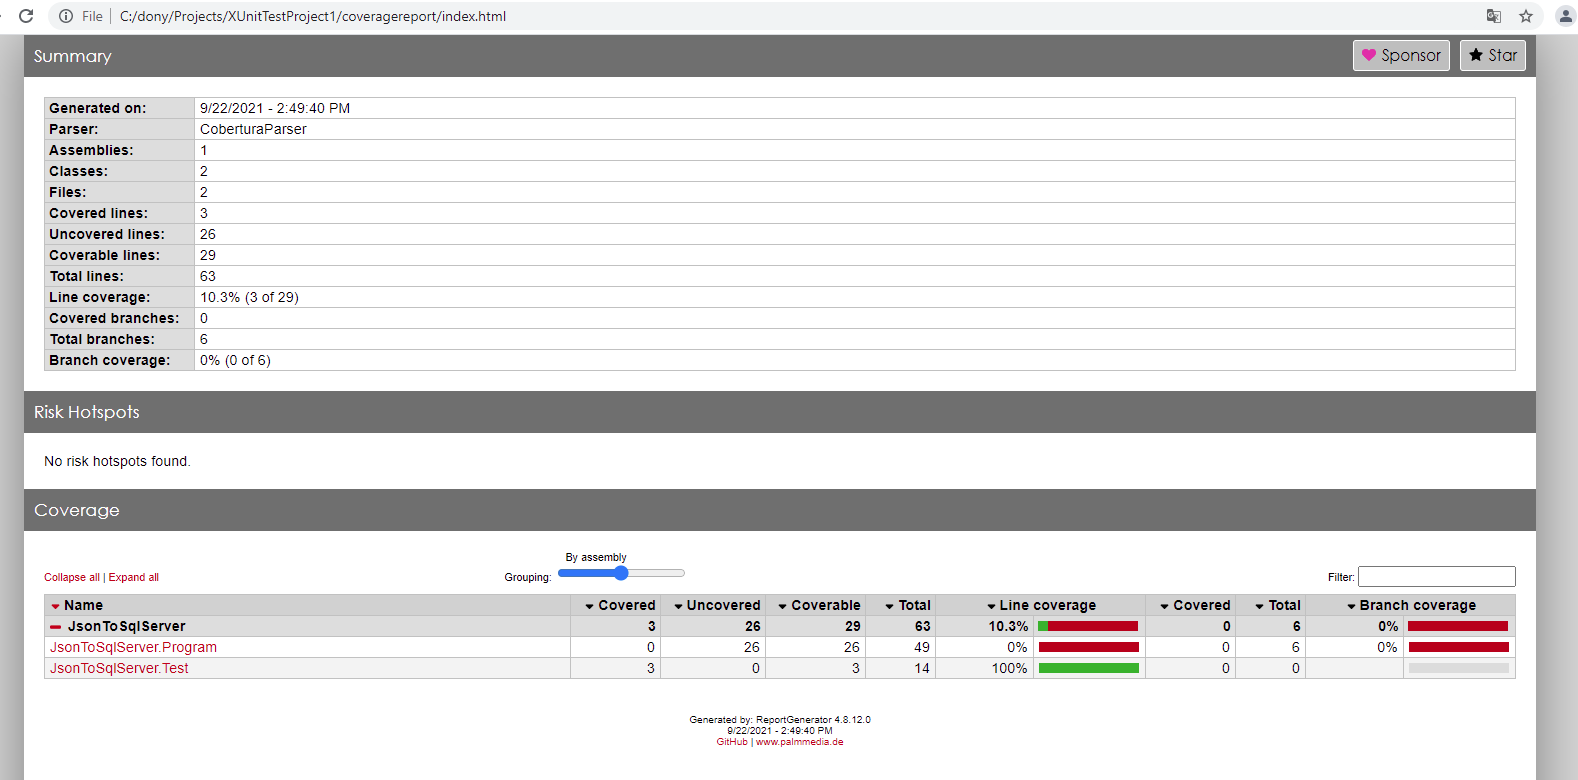 File | C:/dony/Projects/XUnitTestProject1/coveragereport/index.html
Summary
Sponsor
Star
Generated on: 9/22/2021 - 2:49:40 PM
Parser: CoberturaParser
Assemblies: 1
Classes: 2
Files: 2
Covered lines: 3
Uncovered lines: 26
Coverable lines: 29
Total lines: 63
Line coverage: 10.3% (3 of 29)
Covered branches: 0
Total branches: 6
Branch coverage: 0% (0 of 6)
Risk Hotspots
No risk hotspots found.
Coverage
By assembly
Collapse all | Expand all
Grouping:
Filter:
Name Covered Uncovered Coverable Total Line coverage Covered Total Branch coverage
JsonToSqlServer 3 26 29 63 10.3% 0 6 0%
JsonToSqlServer.Program 0 26 26 49 0% 0 6 0%
JsonToSqlServer.Test 3 0 3 14 100% 0 0
Generated by: ReportGenerator 4.8.12.0
9/22/2021 - 2:49:40 PM
GitHub | www.palmmedia.de